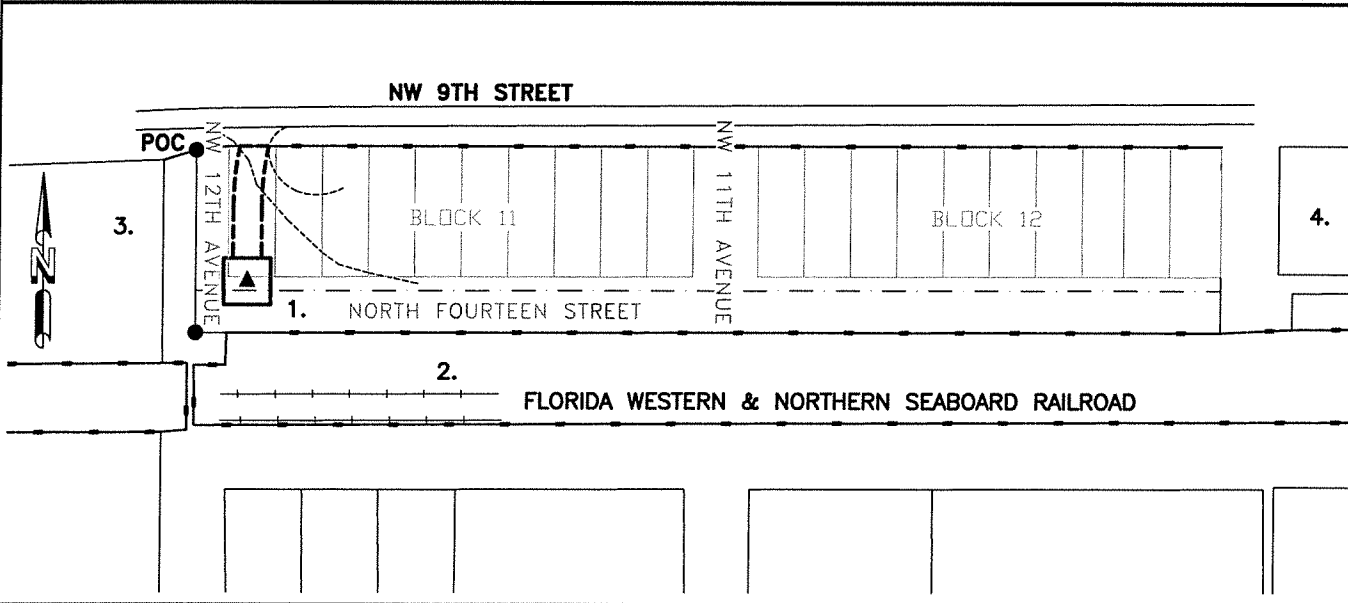 NW 9TH STREET
POC
NW 12TH AVENUE
NW 11TH AVENUE
BLOCK 11
BLOCK 12
3.
4.
N
1.
NORTH FOURTEEN STREET
2.
FLORIDA WESTERN & NORTHERN SEABOARD RAILROAD